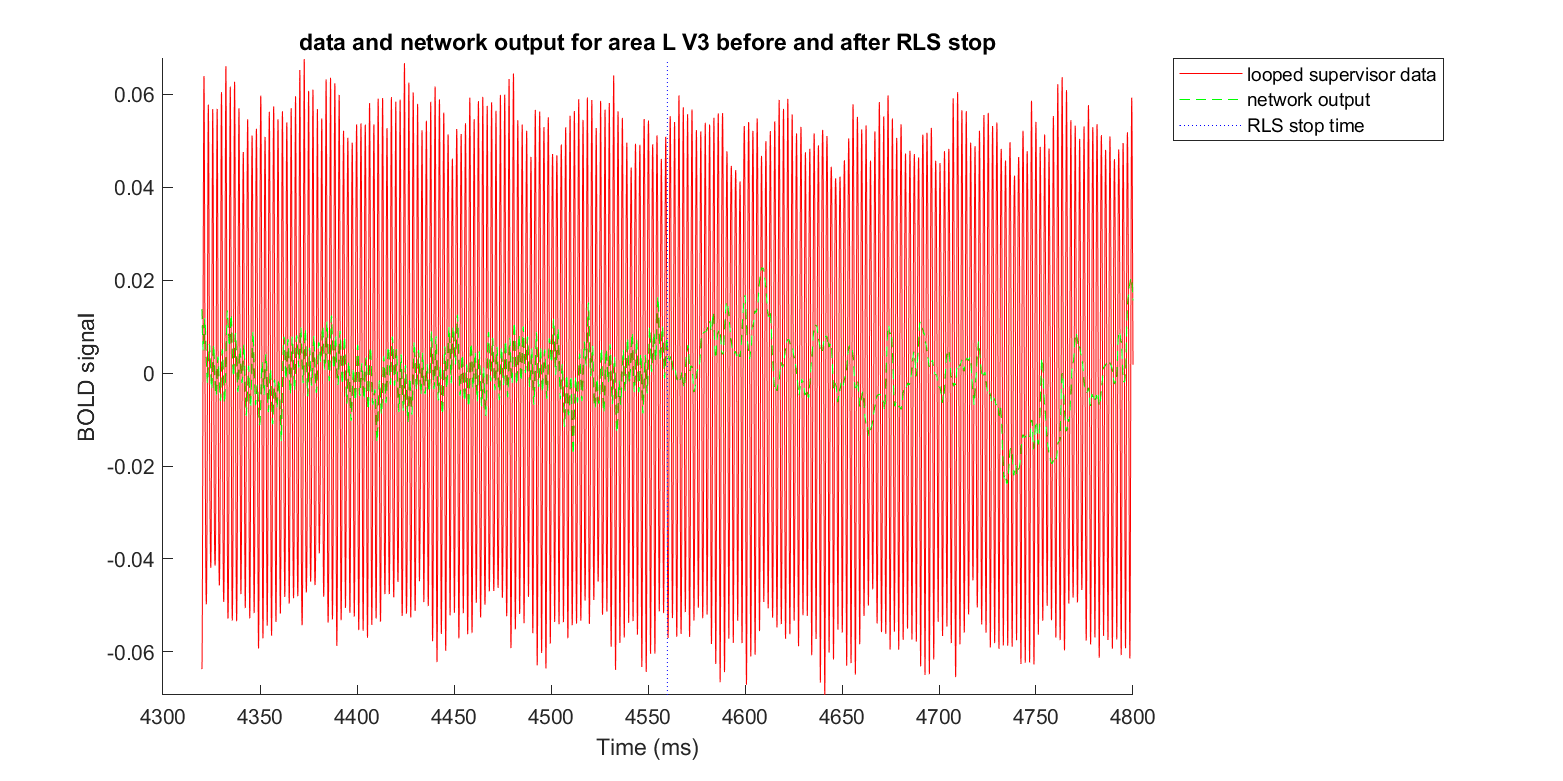 data and network output for area L V3 before and after RLS stop
looped supervisor data
network output
RLS stop time
BOLD signal
0.06
0.04
0.02
0
-0.02
-0.04
-0.06
4300 4350 4400 4450 4500 4550 4600 4650 4700 4750 4800
Time (ms)